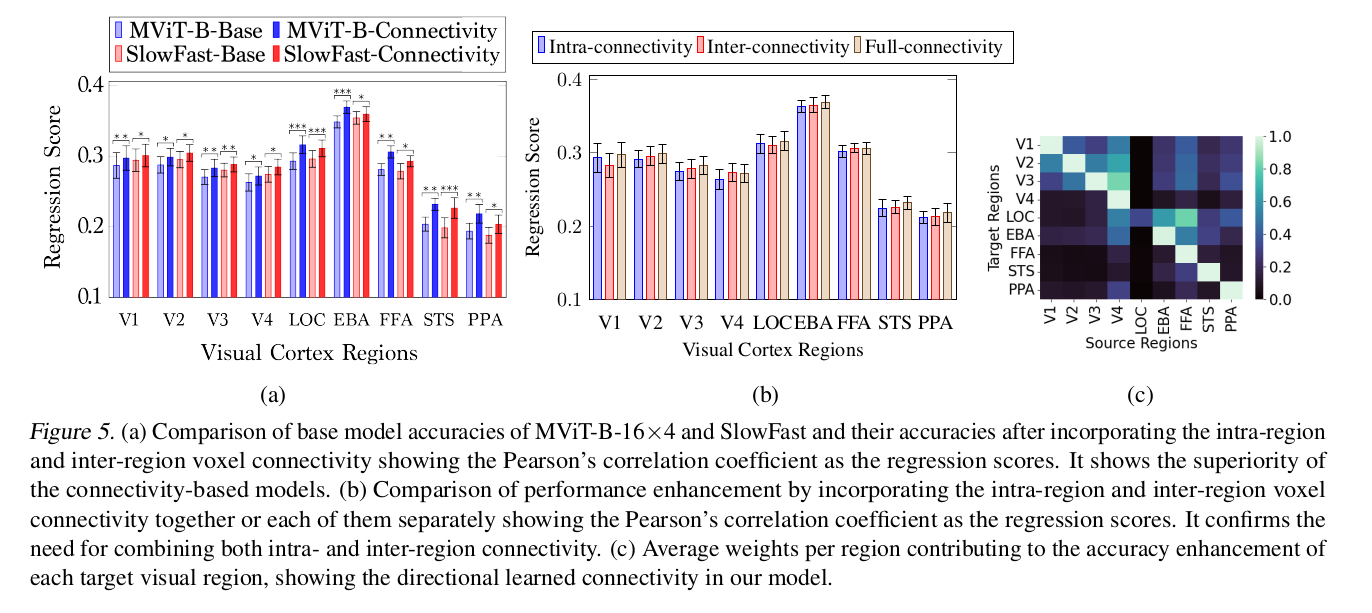 MViT-B-Base MViT-B-Connectivity
SlowFast-Base SlowFast-Connectivity
0.4
0.3
0.2
0.1
Regression Score
** * * * ** ** * * *** *** *** * ** * ** *** ** *
V1 V2 V3 V4 LOC EBA FFA STS PPA
Visual Cortex Regions
(a)
Intra-connectivity Inter-connectivity Full-connectivity
0.4
0.3
0.2
0.1
Regression Score
V1 V2 V3 V4 LOC EBA FFA STS PPA
Visual Cortex Regions
(b)
Target Regions
V1
V2
V3
V4
LOC
EBA
FFA
STS
PPA
V1 V2 V3 V4 LOC EBA FFA STS PPA
Source Regions
1.0
0.8
0.6
0.4
0.2
0.0
(c)
Figure 5. (a) Comparison of base model accuracies of MViT-B-16×4 and SlowFast and their accuracies after incorporating the intra-region
and inter-region voxel connectivity showing the Pearson's correlation coefficient as the regression scores. It shows the superiority of
the connectivity-based models. (b) Comparison of performance enhancement by incorporating the intra-region and inter-region voxel
connectivity together or each of them separately showing the Pearson's correlation coefficient as the regression scores. It confirms the
need for combining both intra- and inter-region connectivity. (c) Average weights per region contributing to the accuracy enhancement of
each target visual region, showing the directional learned connectivity in our model.